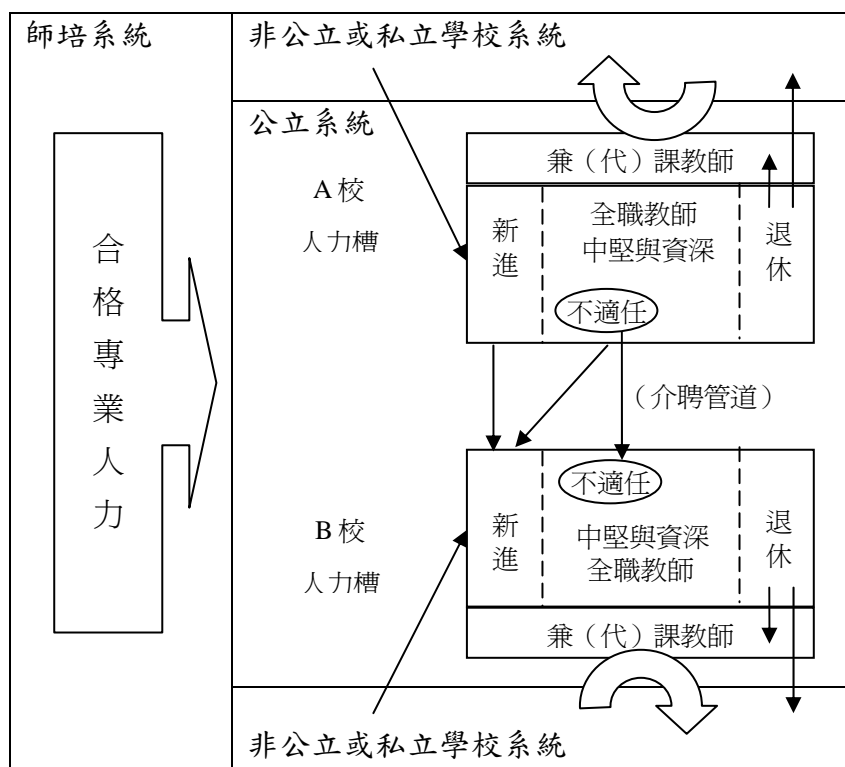 師培系統
非公立或私立學校系統
合格專業人力
公立系統
A 校
人力槽
兼（代）課教師
新進
全職教師
中堅與資深
不適任
退休
（介聘管道）
B 校
人力槽
新進
不適任
中堅與資深
全職教師
退休
兼（代）課教師
非公立或私立學校系統